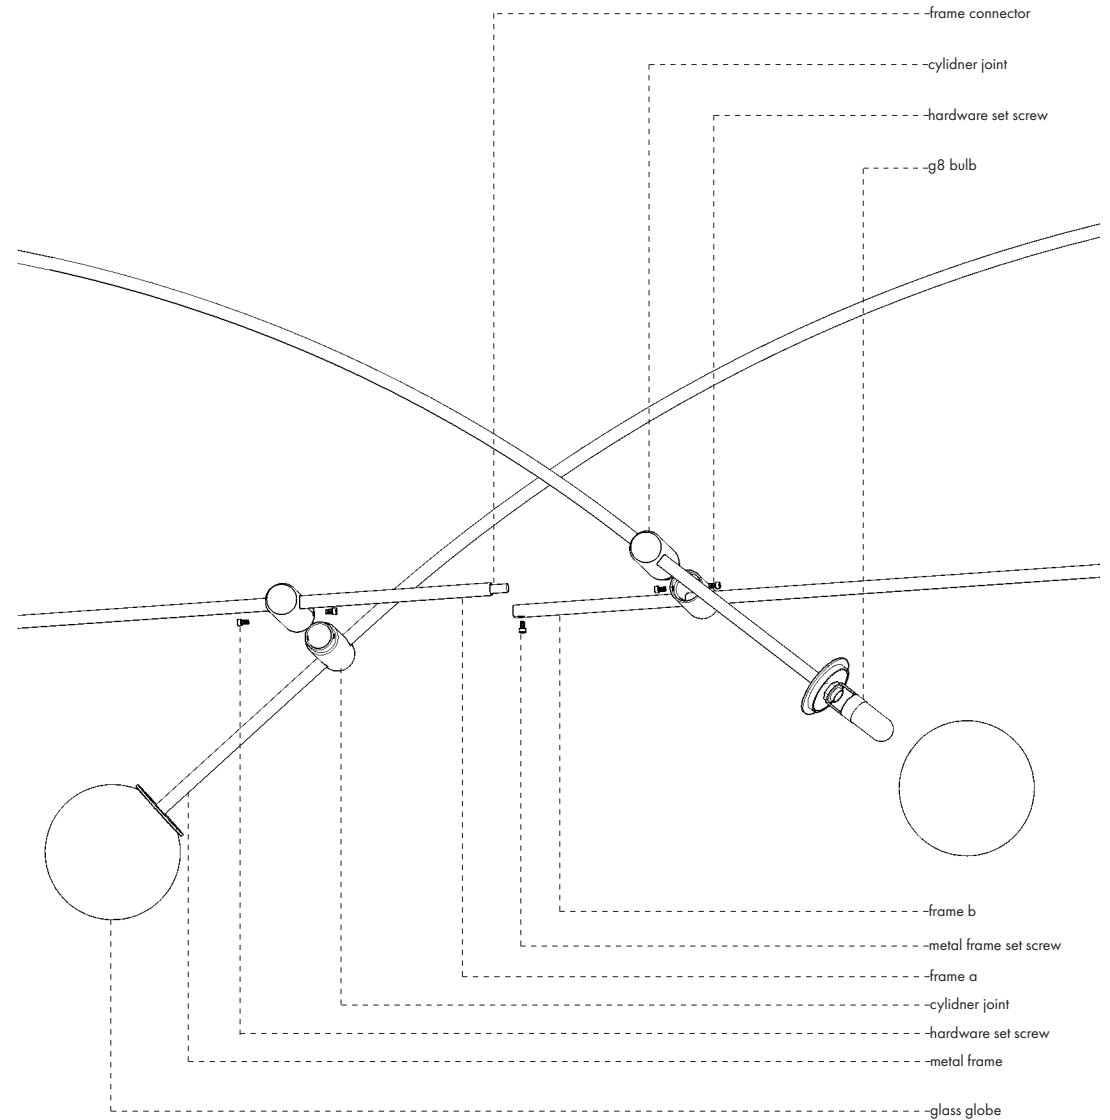 frame connector
cylidner joint
hardware set screw
g8 bulb
frame b
metal frame set screw
frame a
cylidner joint
hardware set screw
metal frame
glass globe